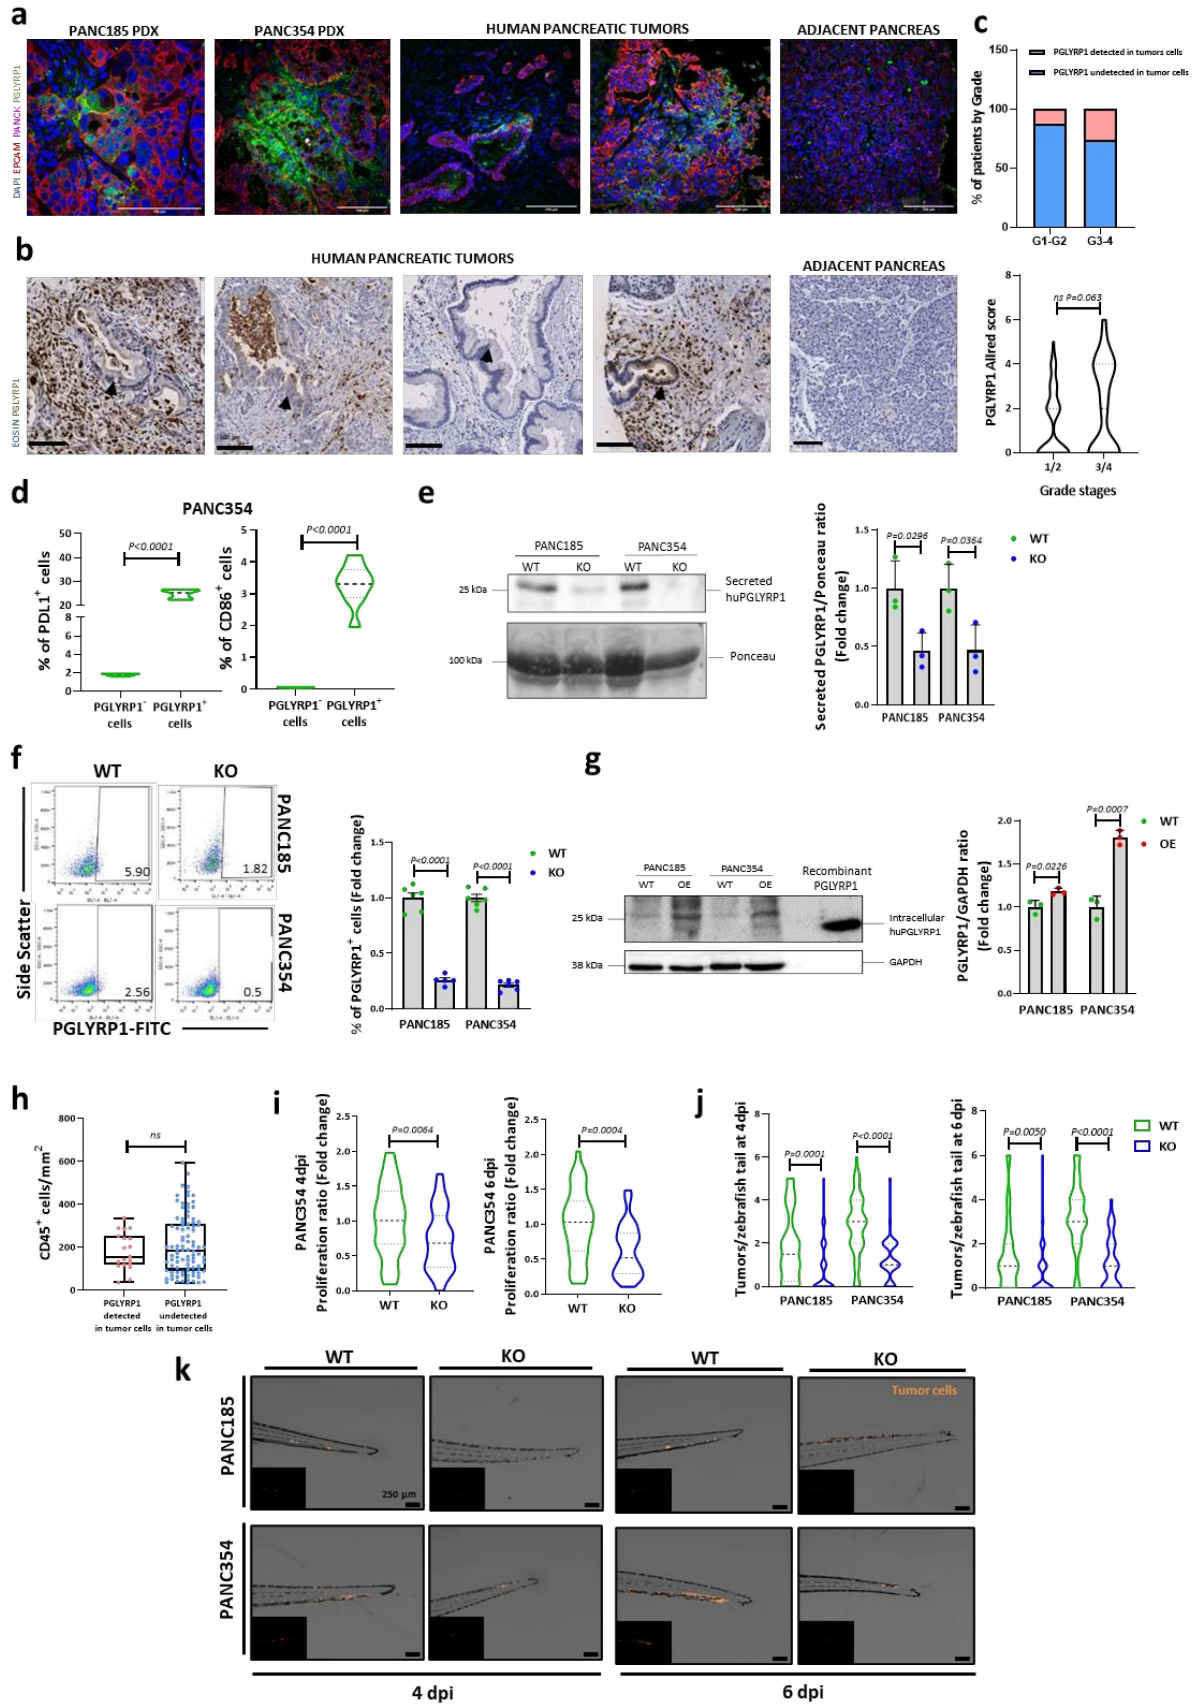 a
PANC185 PDX
PANC354 PDX
HUMAN PANCREATIC TUMORS
ADJACENT PANCREAS
DAPI EPCAM PANCK PGLYRP1
c
% of patients by Grade
150
100
50
0
PGLYRP1 detected in tumors cells
PGLYRP1 undetected in tumor cells
G1-G2
G3-4
b
HUMAN PANCREATIC TUMORS
ADJACENT PANCREAS
EOSIN PGLYRP1
100 µm
PGLYRP1 Allred score
8
6
4
2
0
ns P=0.063
1/2
3/4
Grade stages
d
PANC354
% of PDL1+ cells
50
40
30
20
8
6
4
2
0
P<0.0001
PGLYRP1- cells
PGLYRP1+ cells
% of CD86+ cells
5
4
3
2
1
0
P<0.0001
PGLYRP1- cells
PGLYRP1+ cells
e
PANC185
PANC354
WT
KO
WT
KO
25 kDa
Secreted
huPGLYRP1
100 kDa
Ponceau
Secreted PGLYRP1/Ponceau ratio
(Fold change)
1.5
1.0
0.5
0.0
P=0.0296
P=0.0364
WT
KO
PANC185
PANC354
f
WT
KO
PANC185
PANC354
5.90
1.82
2.56
0.5
Side Scatter
PGLYRP1-FITC
% of PGLYRP1+ cells (Fold change)
1.5
1.0
0.5
0.0
P<0.0001
P<0.0001
WT
KO
PANC185
PANC354
g
PANC185
PANC354
Recombinant
PGLYRP1
WT
OE
WT
OE
25 kDa
Intracellular
huPGLYRP1
38 kDa
GAPDH
PGLYRP1/GAPDH ratio
(Fold change)
2.0
1.5
1.0
0.5
0.0
P=0.0226
P=0.0007
WT
OE
PANC185
PANC354
h
CD45+ cells/mm2
800
600
400
200
0
ns
PGLYRP1
detected
in tumor cells
PGLYRP1
undetected
in tumor cells
i
PANC354 4dpi
Proliferation ratio (Fold change)
2.5
2.0
1.5
1.0
0.5
0.0
P=0.0064
WT
KO
PANC354 6dpi
Proliferation ratio (Fold change)
2.5
2.0
1.5
1.0
0.5
0.0
P=0.0004
WT
KO
j
Tumors/zebrafish tail at 4dpi
8
6
4
2
0
P=0.0001
P<0.0001
PANC185
PANC354
Tumors/zebrafish tail at 6dpi
8
6
4
2
0
P=0.0050
P<0.0001
PANC185
PANC354
WT
KO
k
WT
KO
WT
KO
PANC185
PANC354
Tumor cells
250 µm
4 dpi
6 dpi